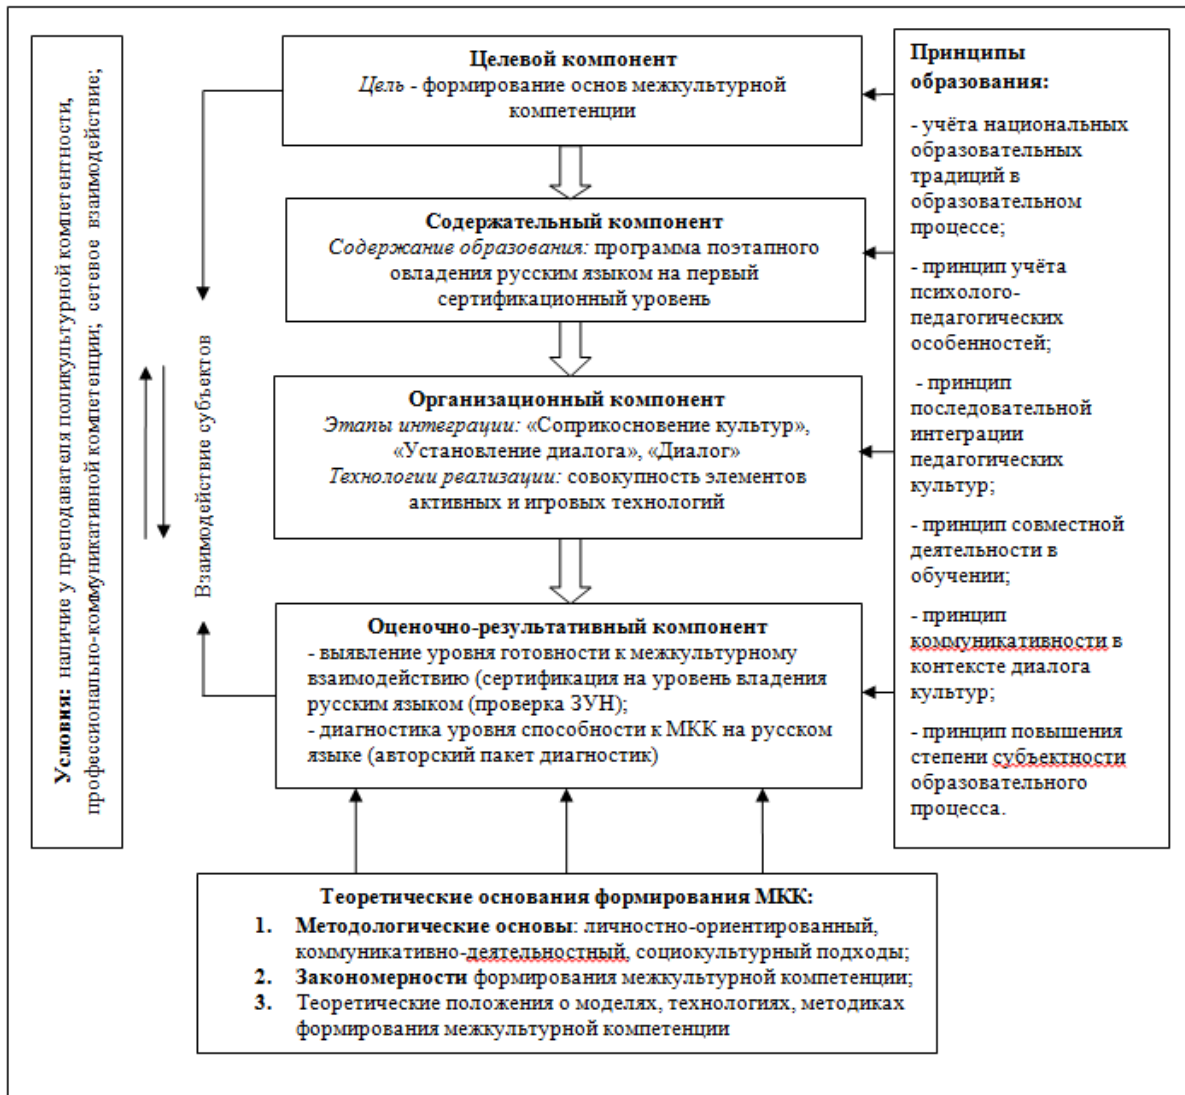 Условия: наличие у преподавателя поликультурной компетентности,
профессионально-коммуникативной компетенции; сетевое взаимодействие;
Взаимодействие субъектов
Целевой компонент
Цель - формирование основ межкультурной
компетенции
Содержательный компонент
Содержание образования: программа поэтапного
овладения русским языком на первый
сертификационный уровень
Организационный компонент
Этапы интеграции: «Соприкосновение культур»,
«Установление диалога», «Диалог»
Технологии реализации: совокупность элементов
активных и игровых технологий
Оценочно-результативный компонент
- выявление уровня готовности к межкультурному
взаимодействию (сертификация на уровень владения
русским языком (проверка ЗУН);
- диагностика уровня способности к МКК на русском
языке (авторский пакет диагностик)
Принципы
образования:
- учёта национальных
образовательных
традиций в
образовательном
процессе;
- принцип учёта
психолого-
педагогических
особенностей;
- принцип
последовательной
интеграции
педагогических
культур;
- принцип совместной
деятельности в
обучении;
- принцип
коммуникативности в
контексте диалога
культур;
- принцип повышения
степени субъектности
образовательного
процесса.
Теоретические основания формирования МКК:
1. Методологические основы: личностно-ориентированный,
коммуникативно-деятельностный, социокультурный подходы;
2. Закономерности формирования межкультурной компетенции;
3. Теоретические положения о моделях, технологиях, методиках
формирования межкультурной компетенции